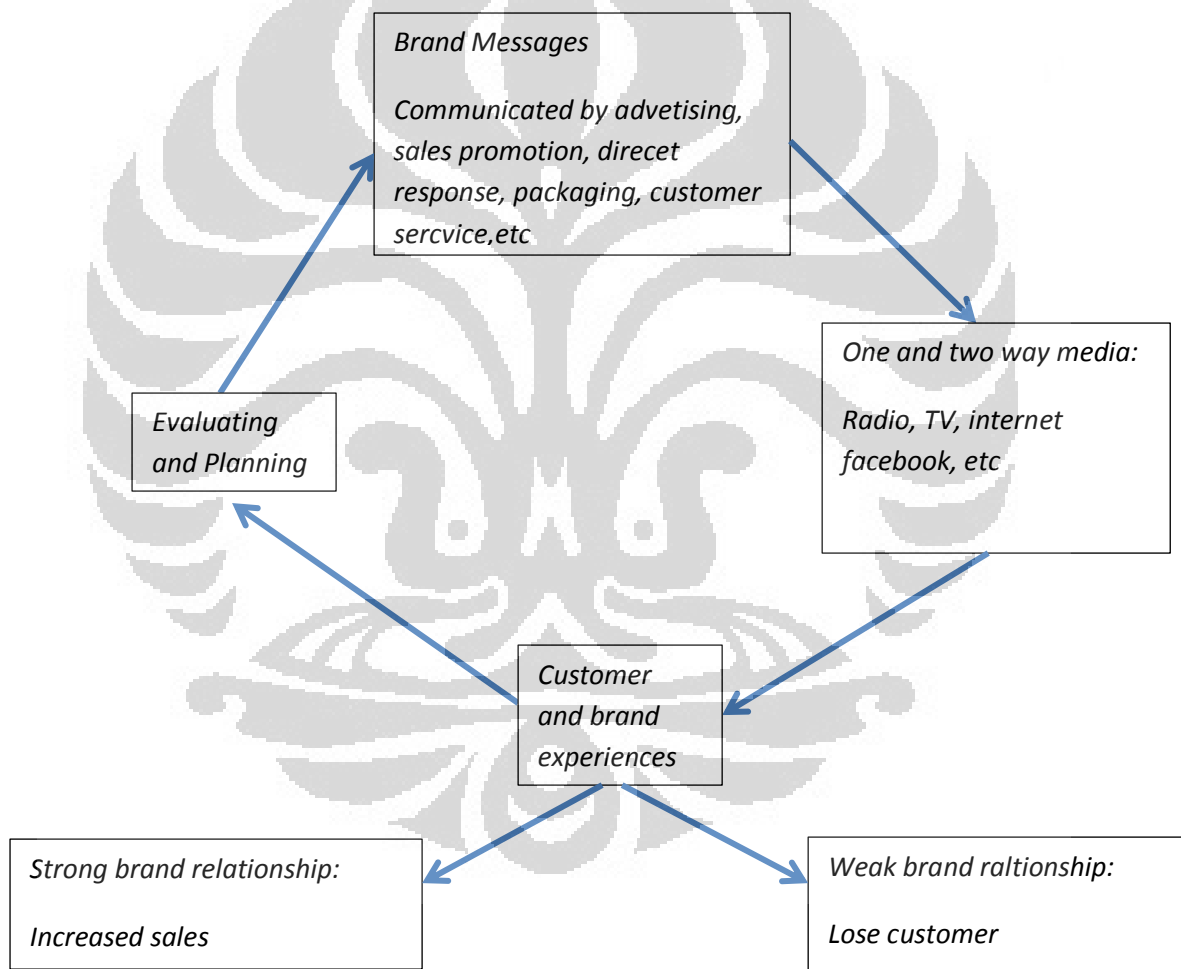 Brand Messages
Communicated by advetising,
sales promotion, direcet
response, packaging, customer
sercvice,etc
One and two way media:
Radio, TV, internet
facebook, etc
Evaluating
and Planning
Customer
and brand
experiences
Strong brand relationship:
Increased sales
Weak brand raltionship:
Lose customer